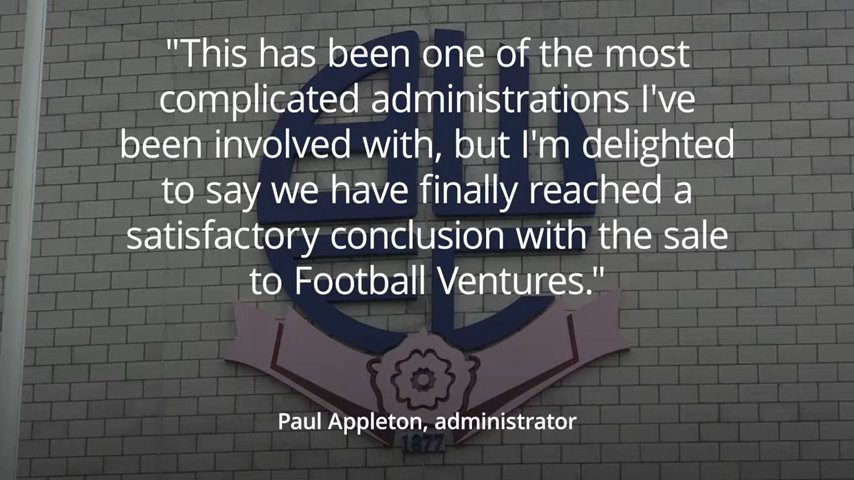 "This has been one of the most
complicated administrations I've
been involved with, but I'm delighted
to say we have finally reached a
satisfactory conclusion with the sale
to Football Ventures."
Paul Appleton, administrator
1877